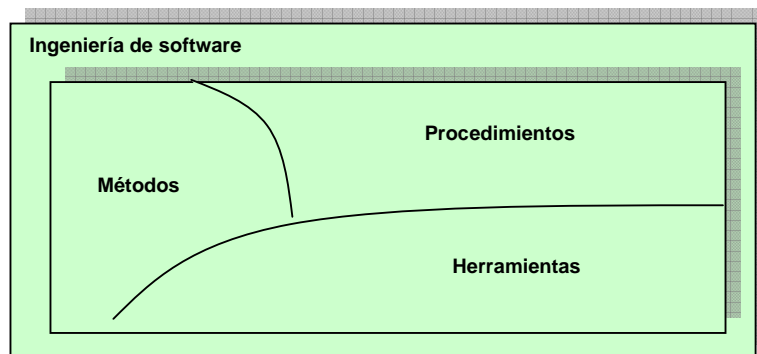 Ingeniería de software
Procedimientos
Métodos
Herramientas